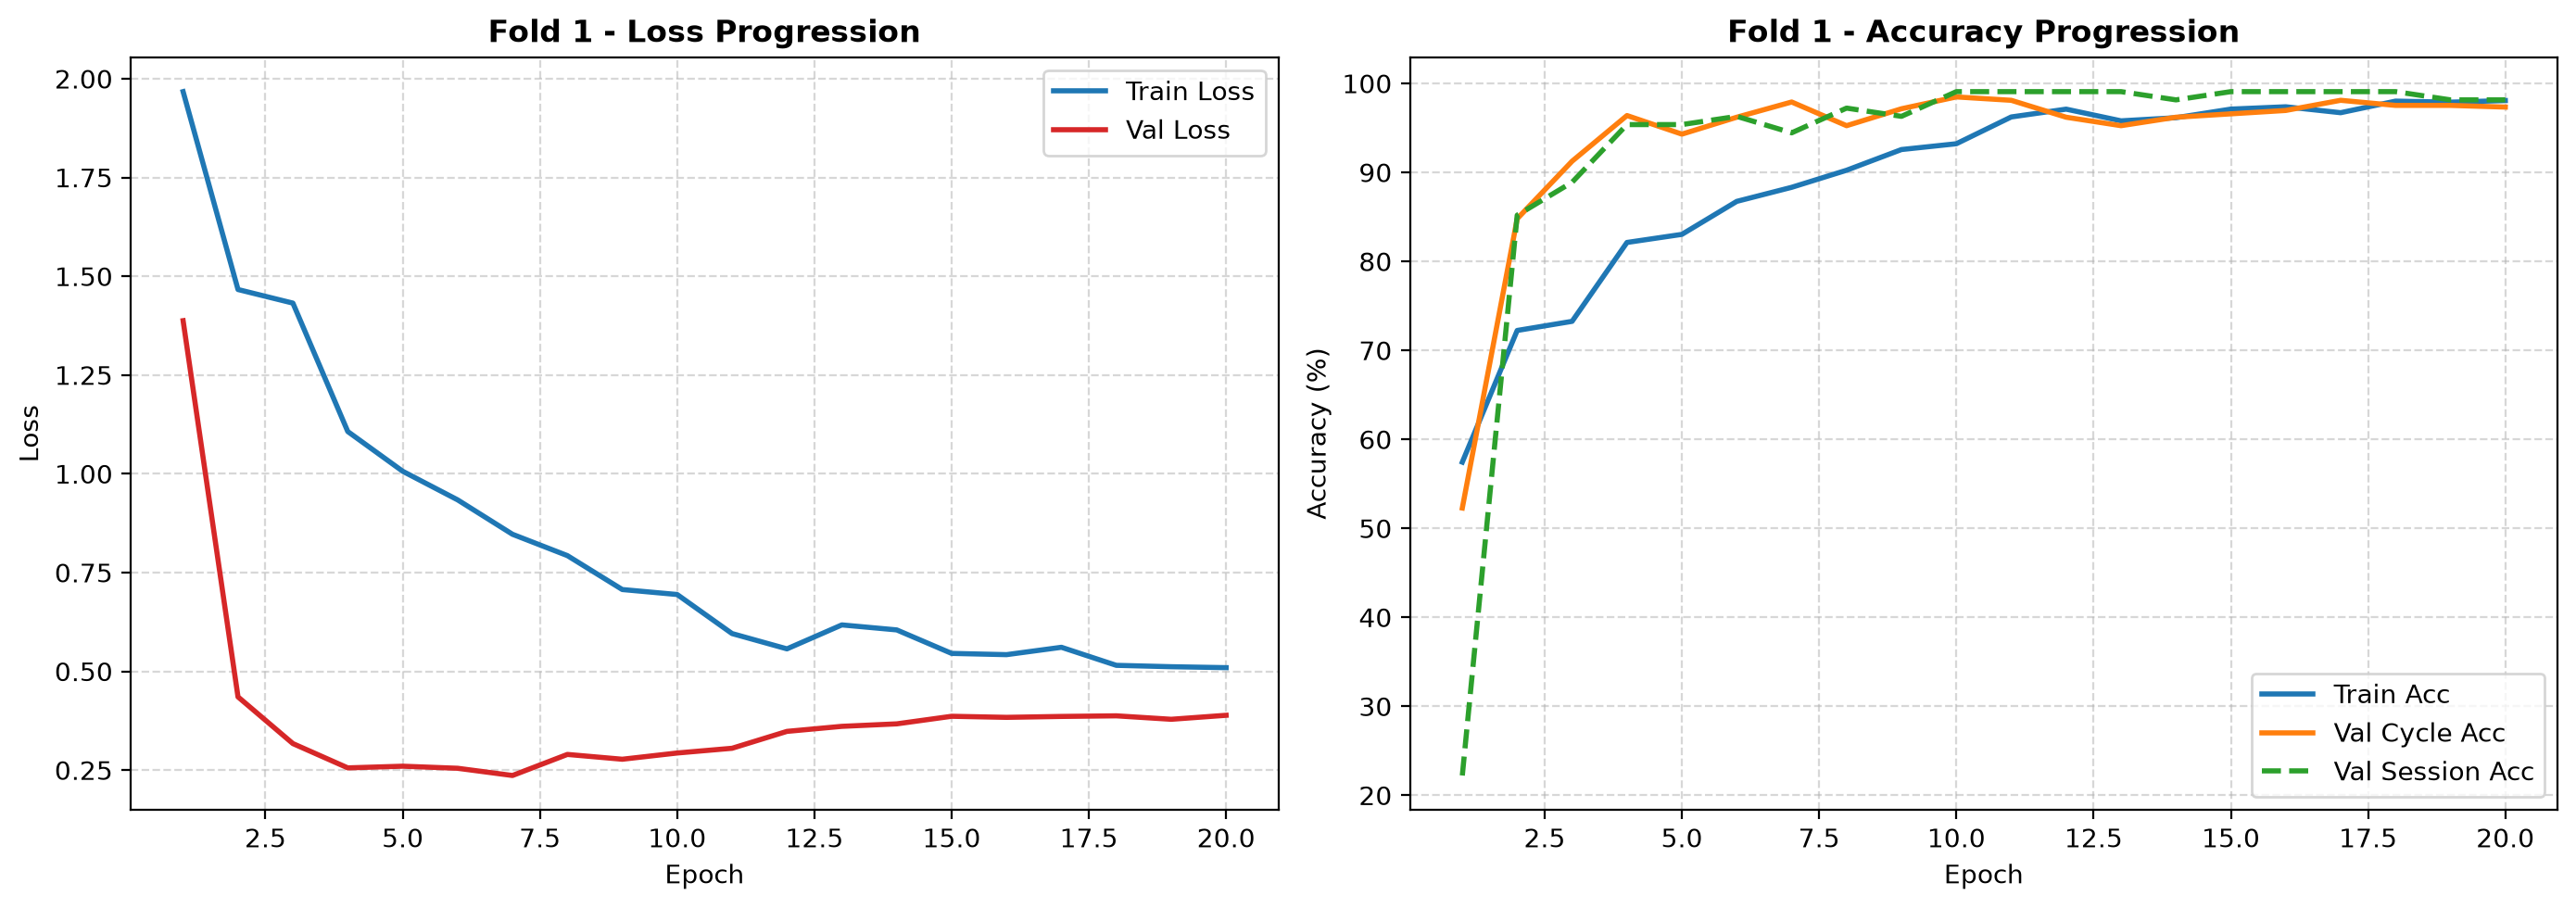 Fold 1 - Loss Progression
2.00
1.75
1.50
1.25
1.00
0.75
0.50
0.25
Loss
Train Loss
Val Loss
2.5 5.0 7.5 10.0 12.5 15.0 17.5 20.0
Epoch
Fold 1 - Accuracy Progression
100
90
80
70
60
50
40
30
20
Accuracy (%)
Train Acc
Val Cycle Acc
Val Session Acc
2.5 5.0 7.5 10.0 12.5 15.0 17.5 20.0
Epoch